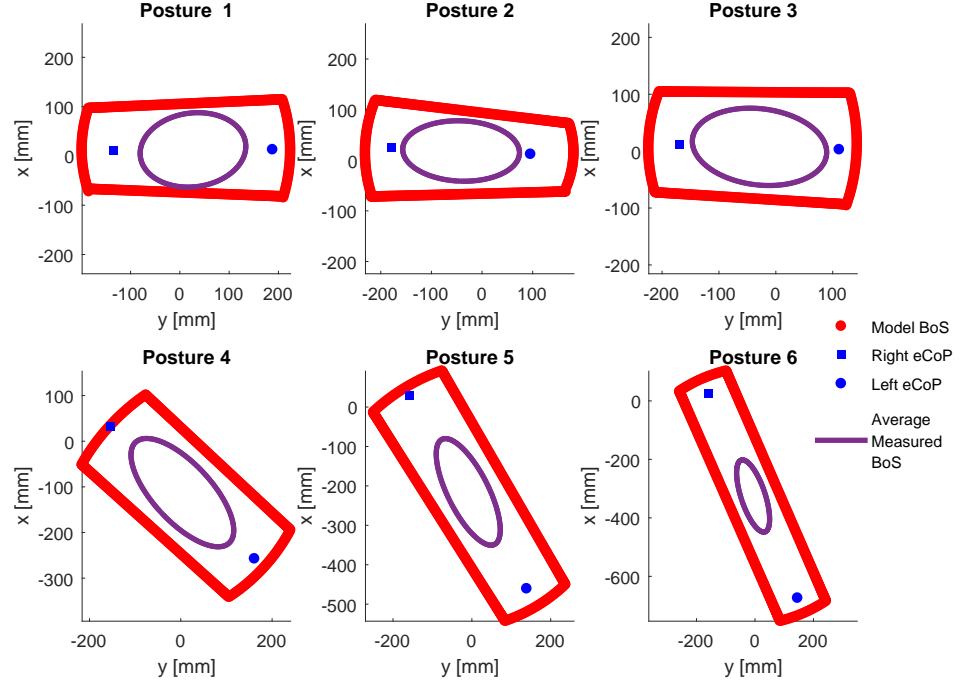 Posture  1
Posture 2
Posture 3
200
100
0
-100
-200
x [mm]
-100 0 100 200
y [mm]
200
100
0
-100
-200
x [mm]
-200 -100 0 100
y [mm]
200
100
0
-100
-200
x [mm]
-200 -100 0 100
y [mm]
Model BoS
Right eCoP
Left eCoP
Average
Measured
BoS
Posture 4
Posture 5
Posture 6
100
0
-100
-200
-300
x [mm]
-200 0 200
y [mm]
0
-100
-200
-300
-400
-500
x [mm]
-200 0 200
y [mm]
0
-200
-400
-600
x [mm]
-200 0 200
y [mm]